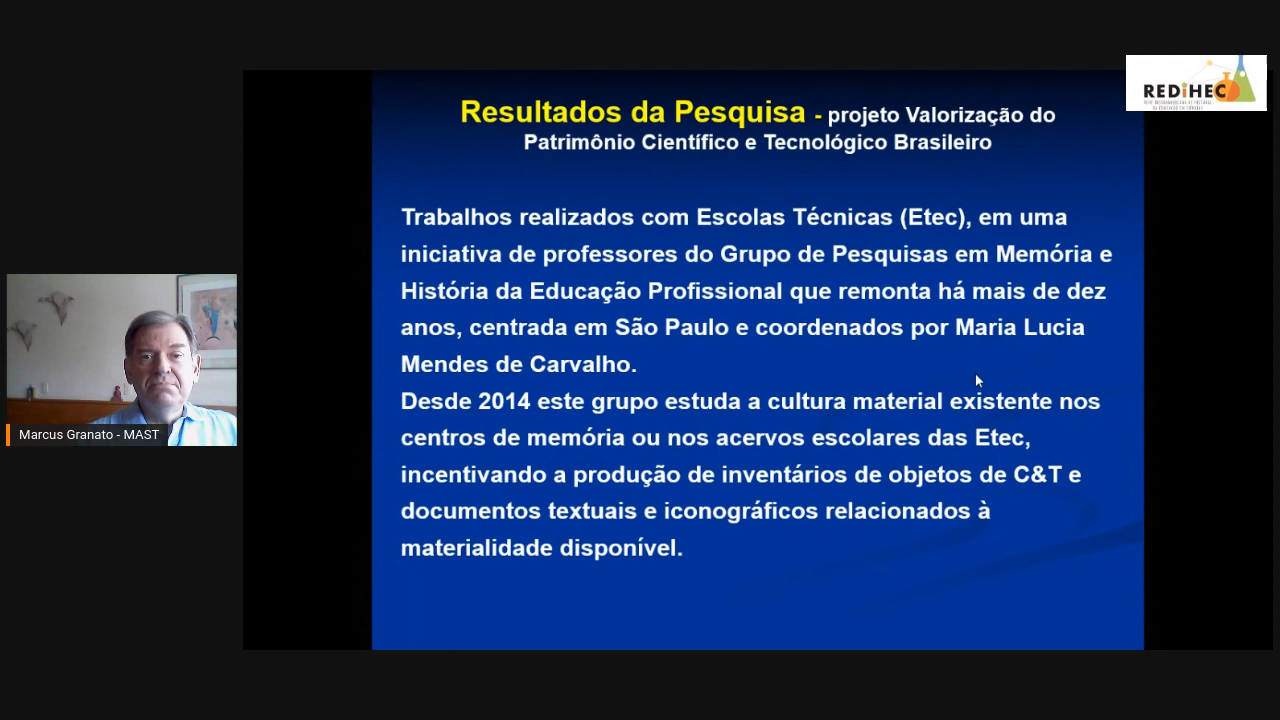 REDiHEC
Resultados da Pesquisa - projeto Valorização do
Patrimônio Científico e Tecnológico Brasileiro
Trabalhos realizados com Escolas Técnicas (Etec), em uma
iniciativa de professores do Grupo de Pesquisas em Memória e
História da Educação Profissional que remonta há mais de dez
anos, centrada em São Paulo e coordenados por Maria Lucia
Mendes de Carvalho.
Desde 2014 este grupo estuda a cultura material existente nos
centros de memória ou nos acervos escolares das Etec,
incentivando a produção de inventários de objetos de C&T e
documentos textuais e iconográficos relacionados à
materialidade disponível.
Marcus Granato - MAST